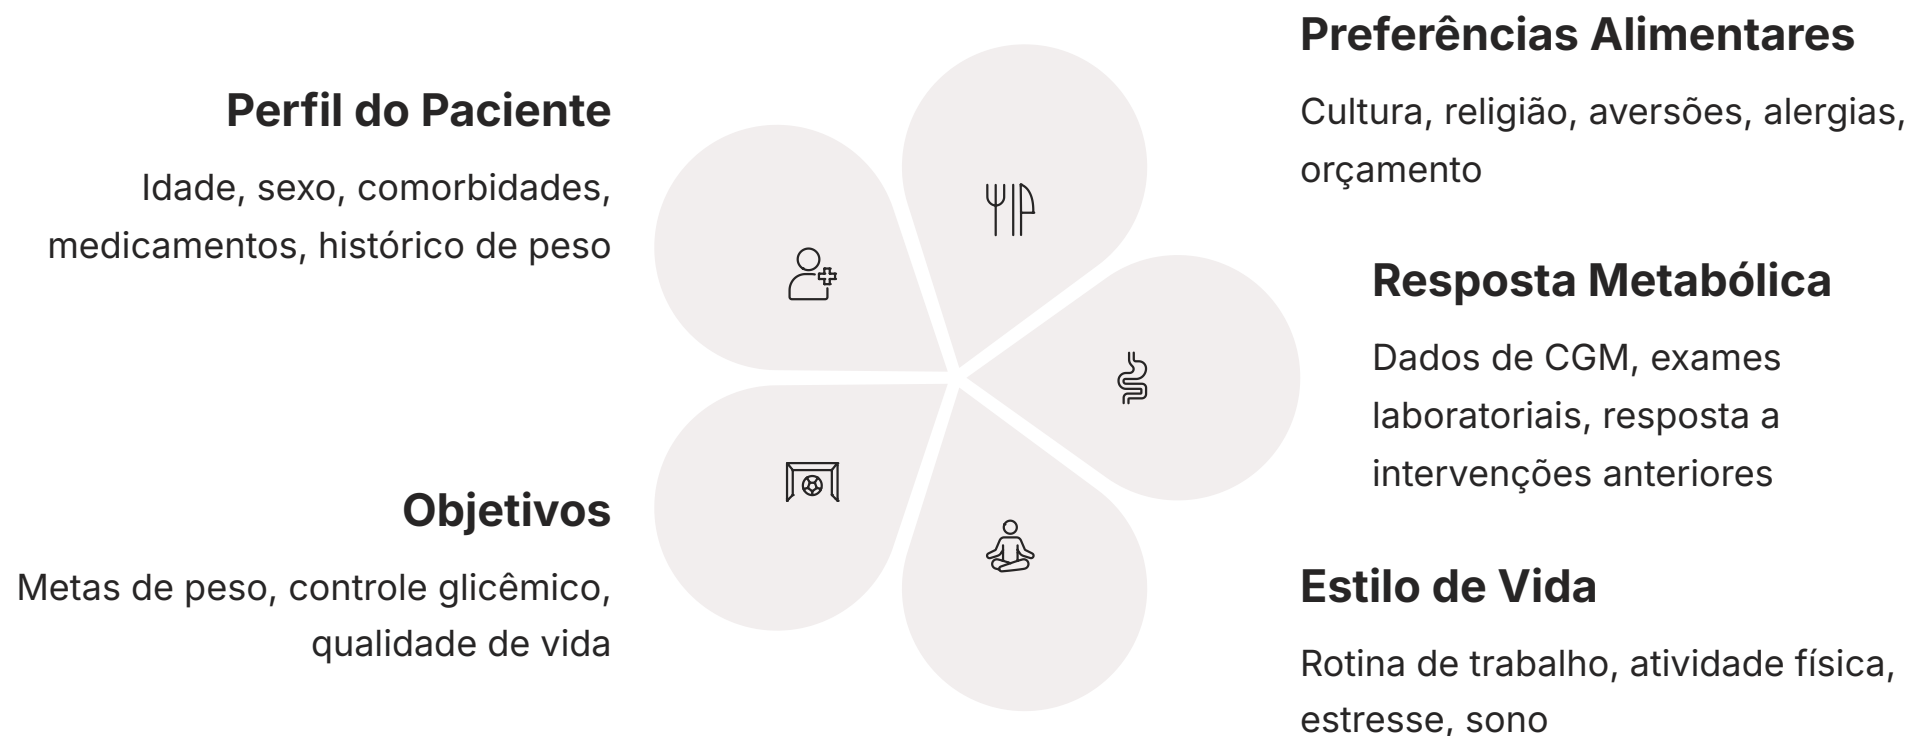 Perfil do Paciente
Idade, sexo, comorbidades,
medicamentos, histórico de peso
Preferências Alimentares
Cultura, religião, aversões, alergias,
orçamento
Resposta Metabólica
Dados de CGM, exames
laboratoriais, resposta a
intervenções anteriores
Estilo de Vida
Rotina de trabalho, atividade física,
estresse, sono
Objetivos
Metas de peso, controle glicêmico,
qualidade de vida